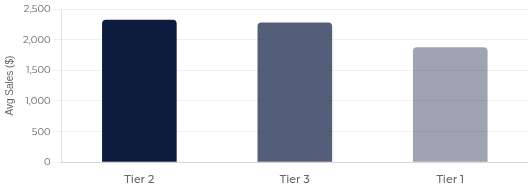 Avg Sales ($)
2,500
2,000
1,500
1,000
500
0
Tier 2
Tier 3
Tier 1